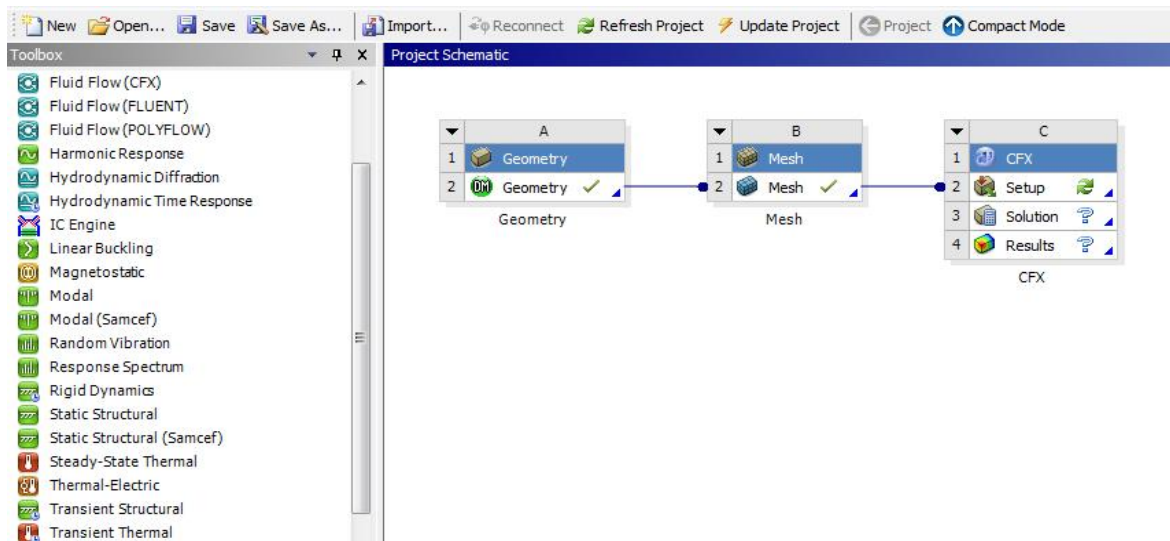 New Open... Save Save As... Import... Reconnect Refresh Project Update Project Project Compact Mode
Toolbox
Fluid Flow (CFX)
Fluid Flow (FLUENT)
Fluid Flow (POLYFLOW)
Harmonic Response
Hydrodynamic Diffraction
Hydrodynamic Time Response
IC Engine
Linear Buckling
Magnetostatic
Modal
Modal (Samcef)
Random Vibration
Response Spectrum
Rigid Dynamics
Static Structural
Static Structural (Samcef)
Steady-State Thermal
Thermal-Electric
Transient Structural
Transient Thermal
Project Schematic
A
1 Geometry
2 DM Geometry
Geometry
B
1 Mesh
2 Mesh
Mesh
C
1 CFX
2 Setup
3 Solution ?
4 Results ?
CFX